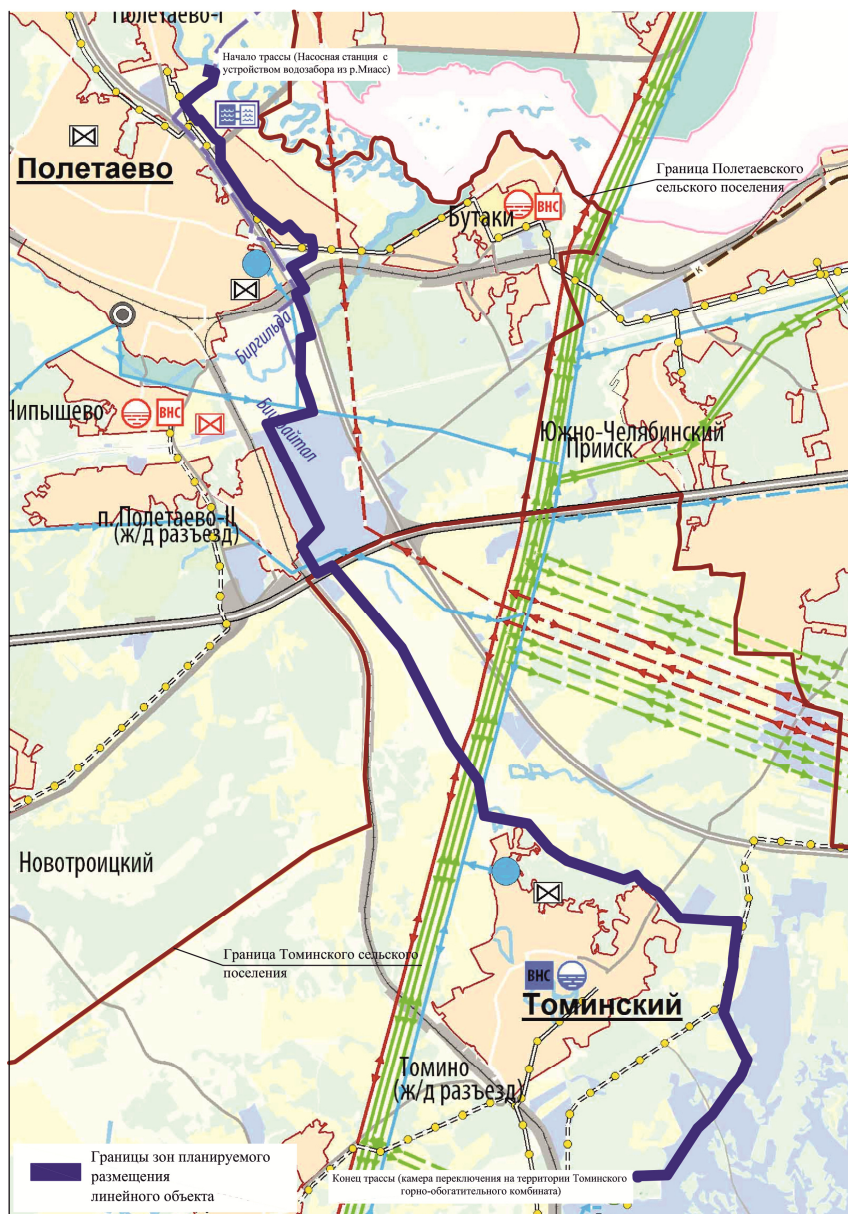 Полетаево-I
Начало трассы (Насосная станция с
устройством водозабора из р.Миасс)
Полетаево
Граница Полетаевского
сельского поселения
Бутаки
ВНС
к
Биргильда
Бишкайтал
Чипышево
ВНС
Южно-Челябинский
Прииск
п. Полетаево-II
(ж/д разъезд)
Новотроицкий
Граница Томинского сельского
поселения
ВНС
Томинский
Томино
(ж/д разъезд)
Границы зон планируемого
размещения
линейного объекта
Конец трассы (камера переключения на территории Томинского
горно-обогатительного комбината)